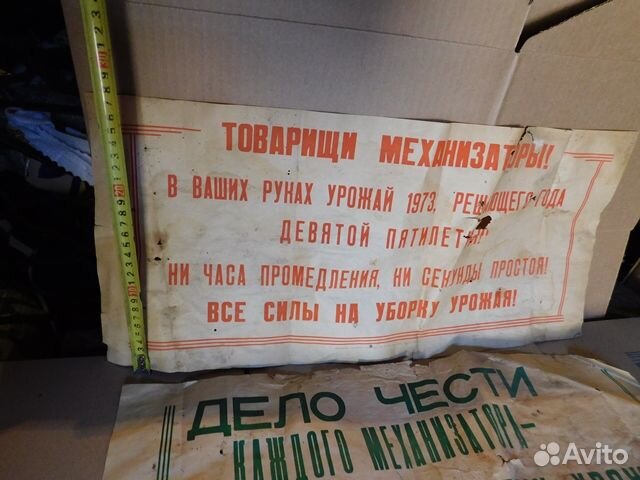 ТОВАРИЩИ МЕХАНИЗАТОРЫ!
В ВАШИХ РУКАХ УРОЖАЙ 1973, РЕШАЮЩЕГО ГОДА
ДЕВЯТОЙ ПЯТИЛЕТКИ!
НИ ЧАСА ПРОМЕДЛЕНИЯ, НИ СЕКУНДЫ ПРОСТОЯ!
ВСЕ СИЛЫ НА УБОРКУ УРОЖАЯ!
ДЕЛО ЧЕСТИ
КАЖДОГО МЕХАНИЗАТОРА—
Avito